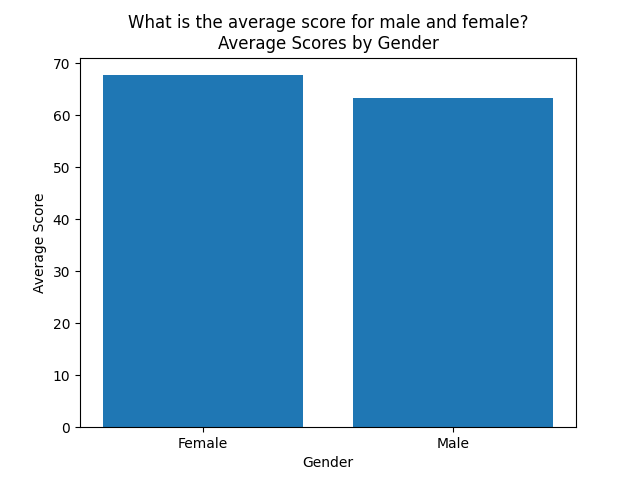 What is the average score for male and female?
Average Scores by Gender
70
60
50
40
30
20
10
0
Average Score
Female Male
Gender